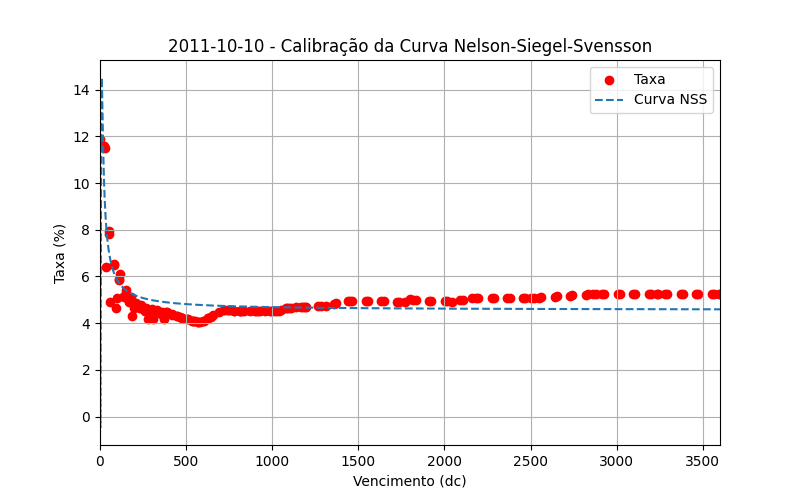 2011-10-10 - Calibração da Curva Nelson-Siegel-Svensson
Taxa
Curva NSS
Taxa (%)
14
12
10
8
6
4
2
0
0 500 1000 1500 2000 2500 3000 3500
Vencimento (dc)